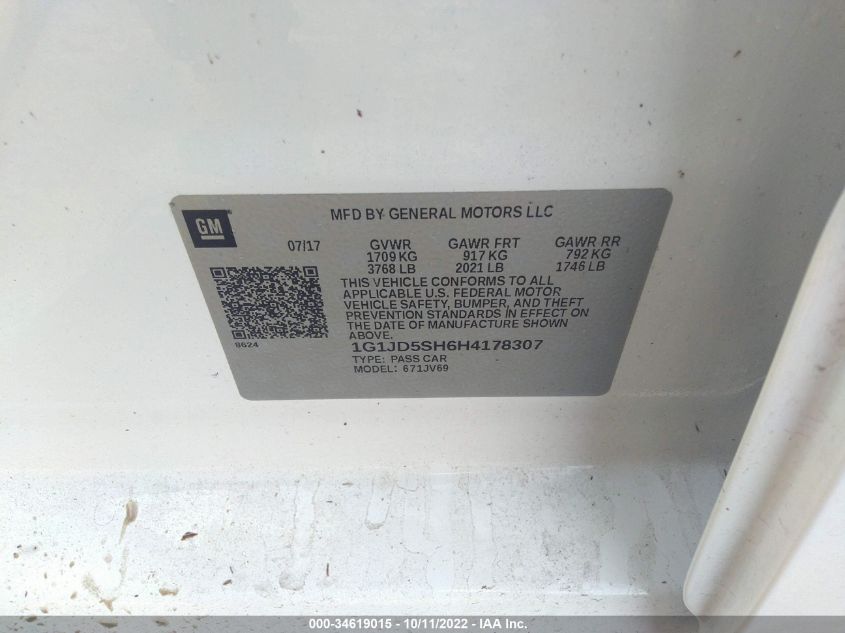 GM
MFD BY GENERAL MOTORS LLC
07/17 GVWR GAWR FRT GAWR RR
1709 KG 917 KG 792 KG
3768 LB 2021 LB 1746 LB
THIS VEHICLE CONFORMS TO ALL
APPLICABLE U.S. FEDERAL MOTOR
VEHICLE SAFETY, BUMPER, AND THEFT
PREVENTION STANDARDS IN EFFECT ON
THE DATE OF MANUFACTURE SHOWN
ABOVE.
8624
1G1JD5SH6H4178307
TYPE: PASS CAR
MODEL: 671JV69
000-34619015 - 10/11/2022 - IAA Inc.